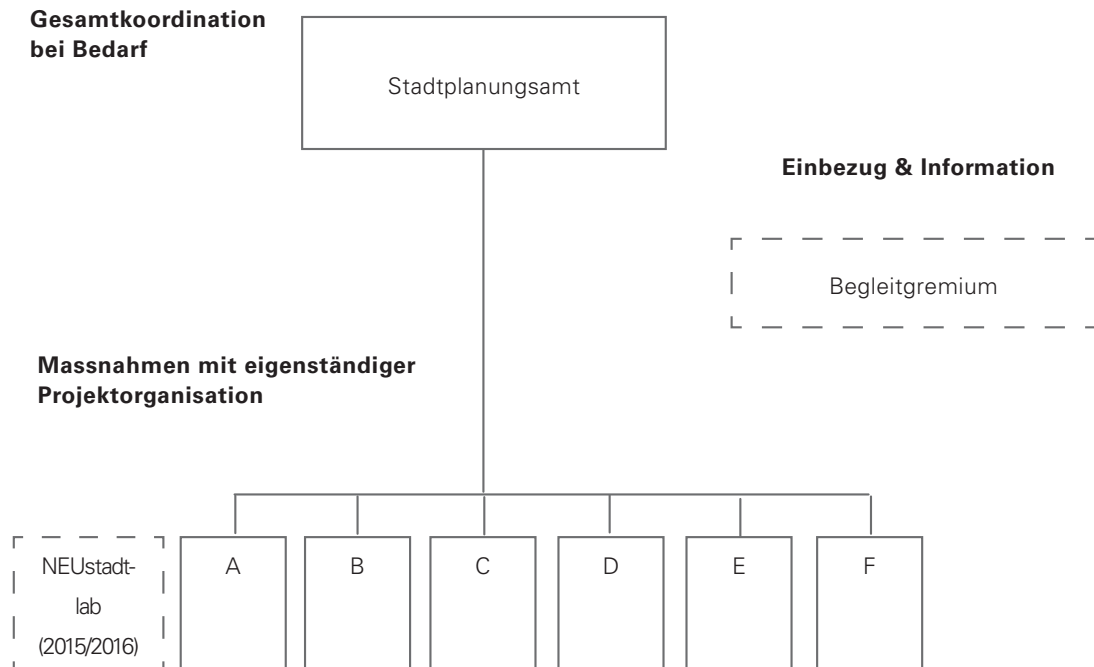 Gesamtkoordination
bei Bedarf
Stadtplanungsamt
Einbezug & Information
Begleitgremium
Massnahmen mit eigenständiger
Projektorganisation
NEUstadt-
lab
(2015/2016)
A
B
C
D
E
F